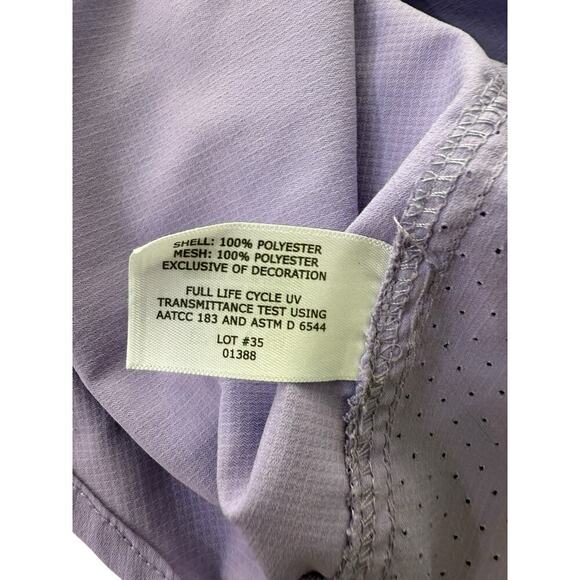 SHELL: 100% POLYESTER
MESH: 100% POLYESTER
EXCLUSIVE OF DECORATION
FULL LIFE CYCLE UV
TRANSMITTANCE TEST USING
AATCC 183 AND ASTM D 6544
LOT #35
01388